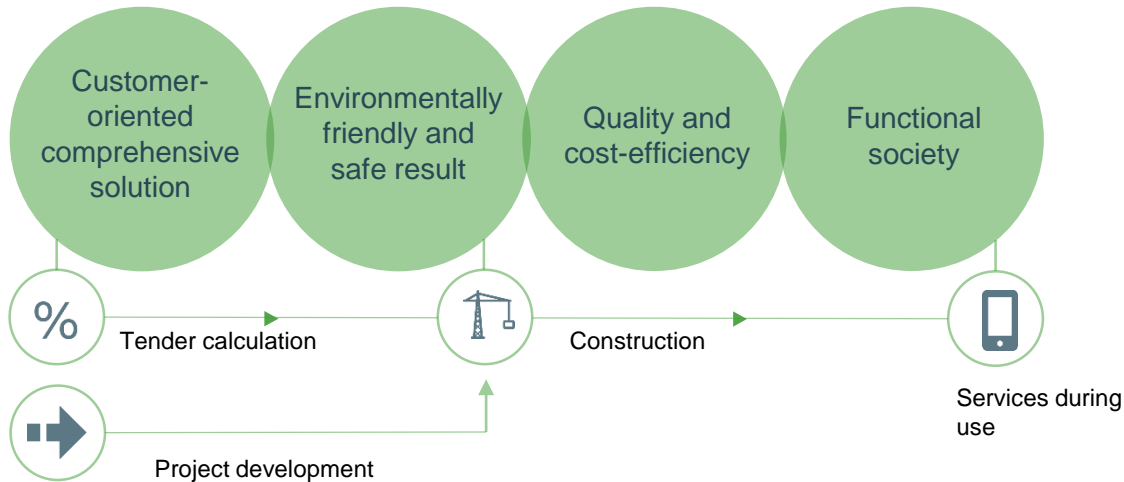 Customer-
oriented
comprehensive
solution
Environmentally
friendly and
safe result
Quality and
cost-efficiency
Functional
society
%
Tender calculation
Construction
Services during
use
Project development